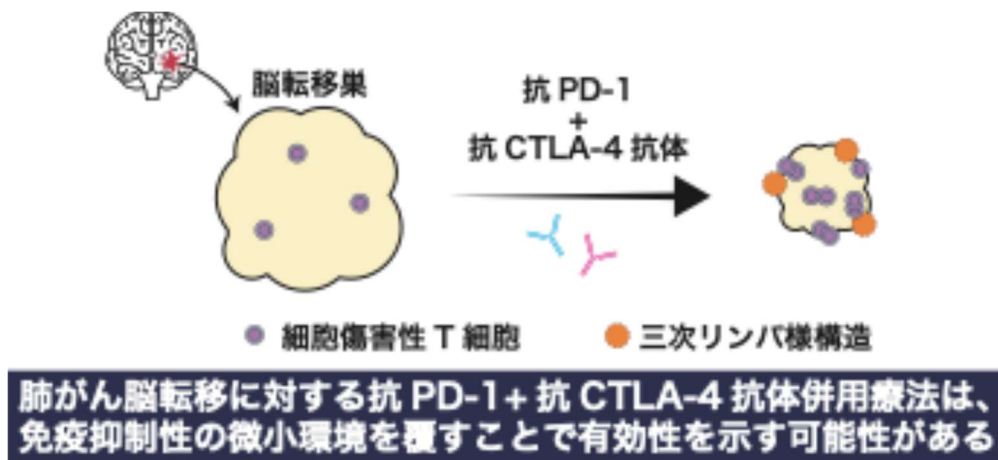 脳転移巣
抗 PD-1
+
抗 CTLA-4 抗体
細胞傷害性 T 細胞
三次リンパ様構造
肺がん脳転移に対する抗 PD-1+ 抗 CTLA-4 抗体併用療法は、
免疫抑制性の微小環境を覆すことで有効性を示す可能性がある